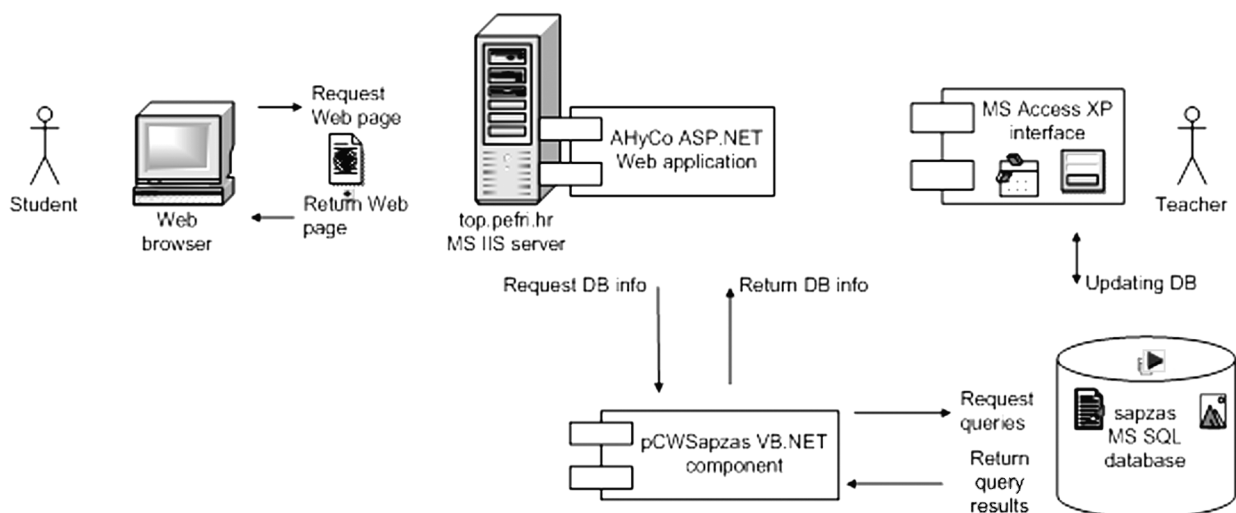 Student
Web
browser
Request
Web page
Return Web
page
top.pefri.hr
MS IIS server
AHyCo ASP.NET
Web application
MS Access XP
interface
Teacher
Request DB info
Return DB info
Updating DB
pCWSapzas VB.NET
component
Request
queries
Return
query
results
sapzas
MS SQL
database